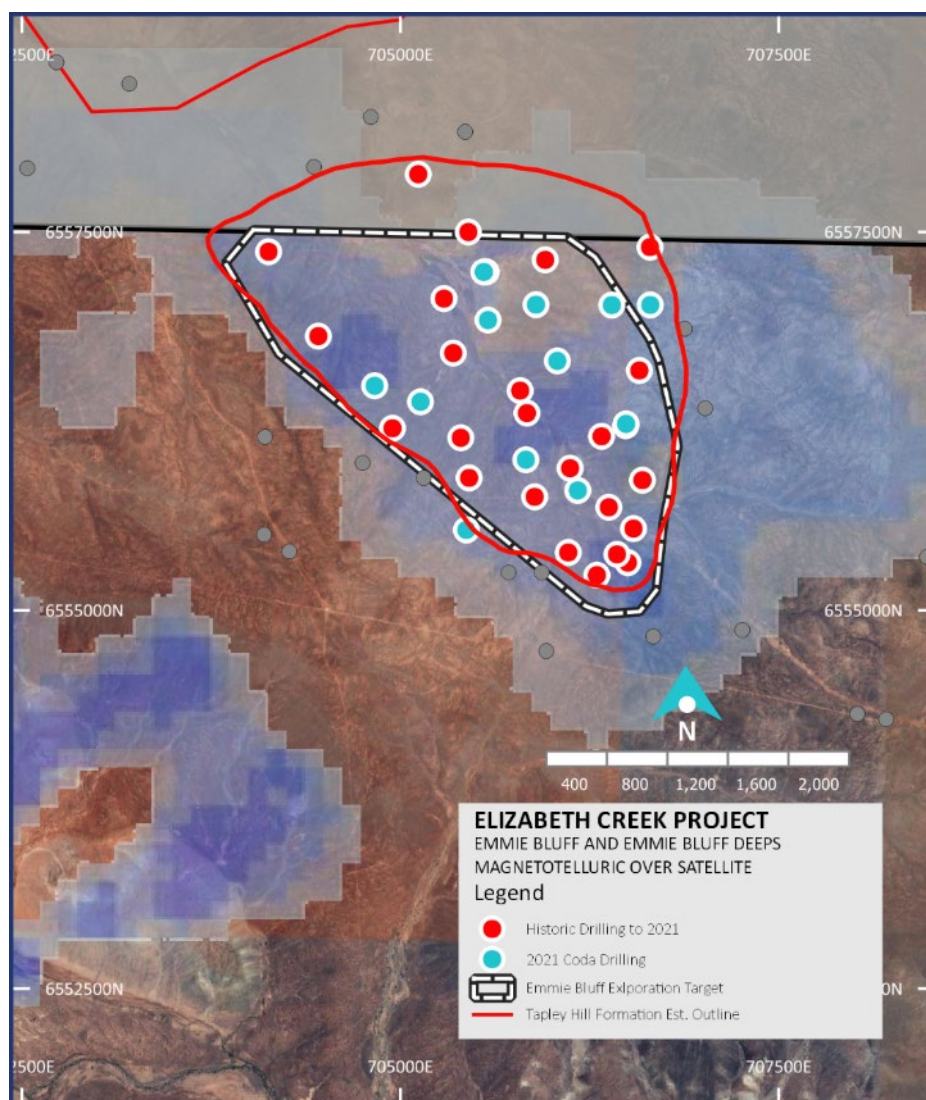 2500E 705000E 707500E
6557500N 6557500N
6555000N 6555000N
N
400 800 1,200 1,600 2,000
ELIZABETH CREEK PROJECT
EMMIE BLUFF AND EMMIE BLUFF DEEPS
MAGNETOTELLURIC OVER SATELLITE
Legend
Historic Drilling to 2021
2021 Coda Drilling
6552500N Emmie Bluff Exlporation Target 0N
Tapley Hill Formation Est. Outline
2500E 705000E 707500E